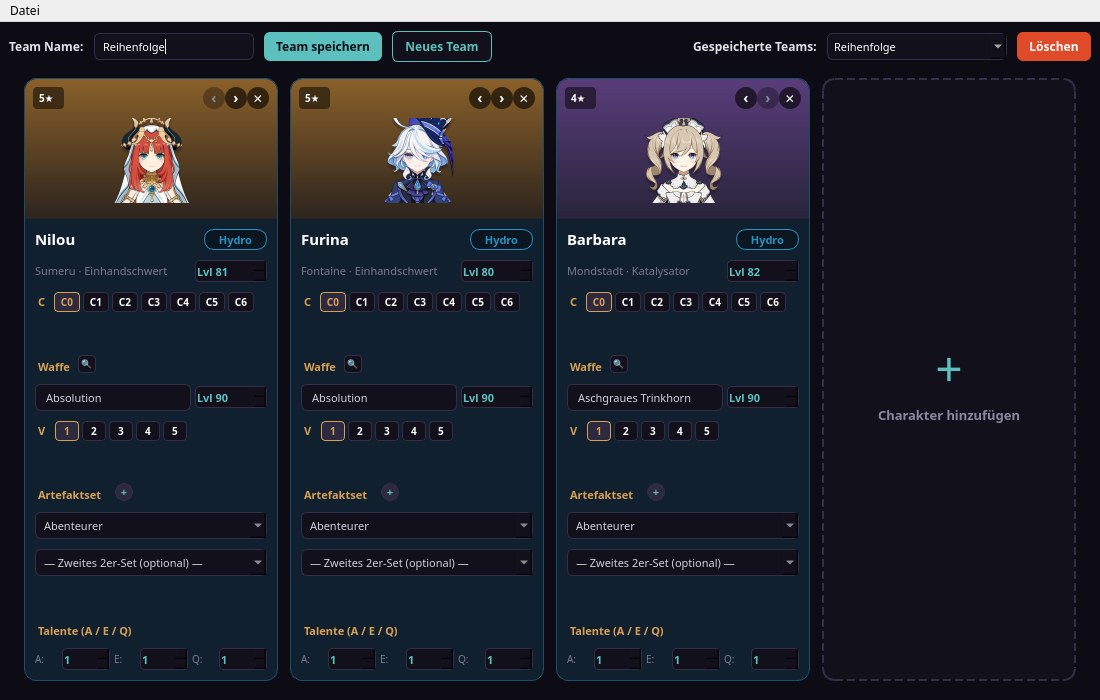 Datei
Team Name: Reihenfolge Team speichern Neues Team Gespeicherte Teams: Reihenfolge Löschen
5★ ‹ › ✕
Nilou Hydro
Sumeru · Einhandschwert Lvl 81
C C0 C1 C2 C3 C4 C5 C6
Waffe 🔍
Absolution Lvl 90
V 1 2 3 4 5
Artefaktset +
Abenteurer
— Zweites 2er-Set (optional) —
Talente (A / E / Q)
A: 1 E: 1 Q: 1
5★ ‹ › ✕
Furina Hydro
Fontaine · Einhandschwert Lvl 80
C C0 C1 C2 C3 C4 C5 C6
Waffe 🔍
Absolution Lvl 90
V 1 2 3 4 5
Artefaktset +
Abenteurer
— Zweites 2er-Set (optional) —
Talente (A / E / Q)
A: 1 E: 1 Q: 1
4★ ‹ › ✕
Barbara Hydro
Mondstadt · Katalysator Lvl 82
C C0 C1 C2 C3 C4 C5 C6
Waffe 🔍
Aschgraues Trinkhorn Lvl 90
V 1 2 3 4 5
Artefaktset +
Abenteurer
— Zweites 2er-Set (optional) —
Talente (A / E / Q)
A: 1 E: 1 Q: 1
+
Charakter hinzufügen